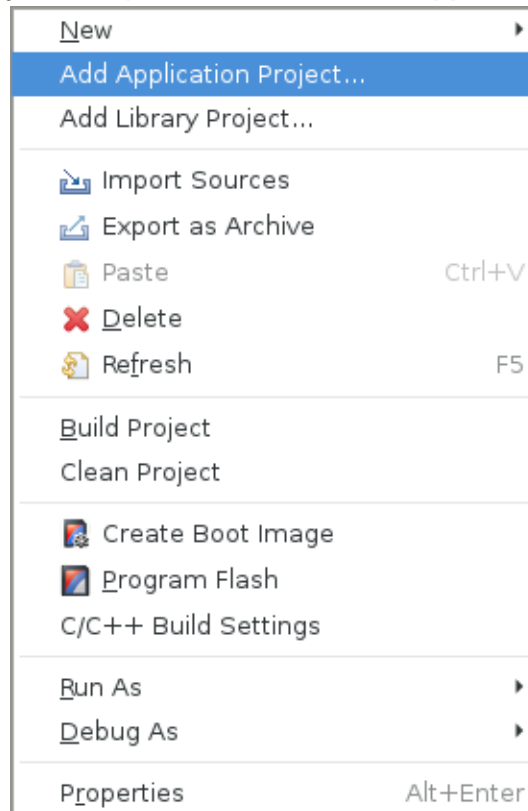 New
Add Application Project...
Add Library Project...
Import Sources
Export as Archive
Paste Ctrl+V
Delete
Refresh F5
Build Project
Clean Project
Create Boot Image
Program Flash
C/C++ Build Settings
Run As
Debug As
Properties Alt+Enter